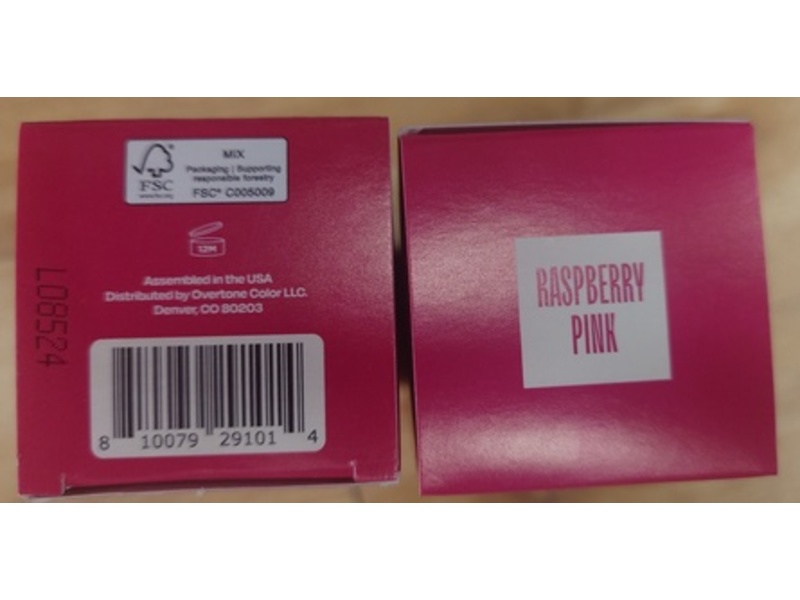 FSC
www.fsc.org
MIX
Packaging | Supporting
responsible forestry
FSC® C005009
12M
Assembled in the USA
Distributed by Overtone Color LLC.
Denver, CO 80203
L08524
8 10079 29101 4
RASPBERRY
PINK